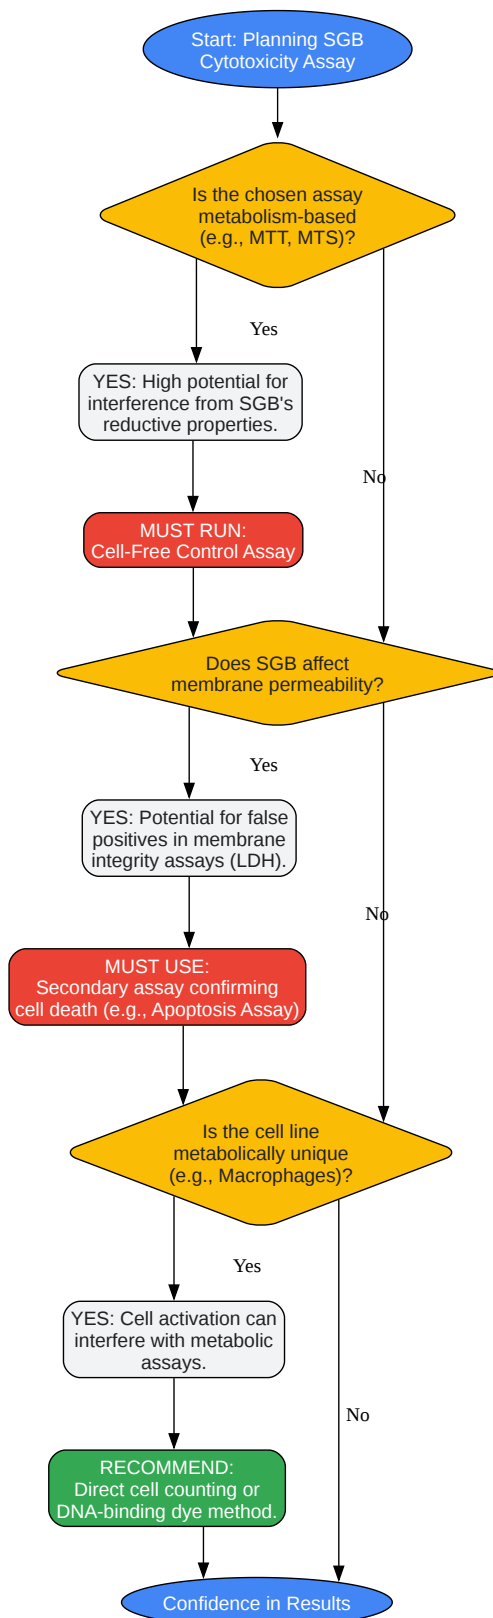 Start: Planning SGB
Cytotoxicity Assay
Is the chosen assay
metabolism-based
(e.g., MTT, MTS)?
Yes
YES: High potential for
interference from SGB's
reductive properties.
No
MUST RUN:
Cell-Free Control Assay
Does SGB affect
membrane permeability?
Yes
YES: Potential for false
positives in membrane
integrity assays (LDH).
No
MUST USE:
Secondary assay confirming
cell death (e.g., Apoptosis Assay)
Is the cell line
metabolically unique
(e.g., Macrophages)?
Yes
YES: Cell activation can
interfere with metabolic
assays.
No
RECOMMEND:
Direct cell counting or
DNA-binding dye method.
Confidence in Results